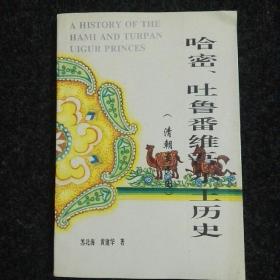 A HISTORY OF THE
HAMI AND TURPAN
UIGUR PRINCES
哈密、吐鲁番维王历史
（清朝
苏北海 黄建华 著